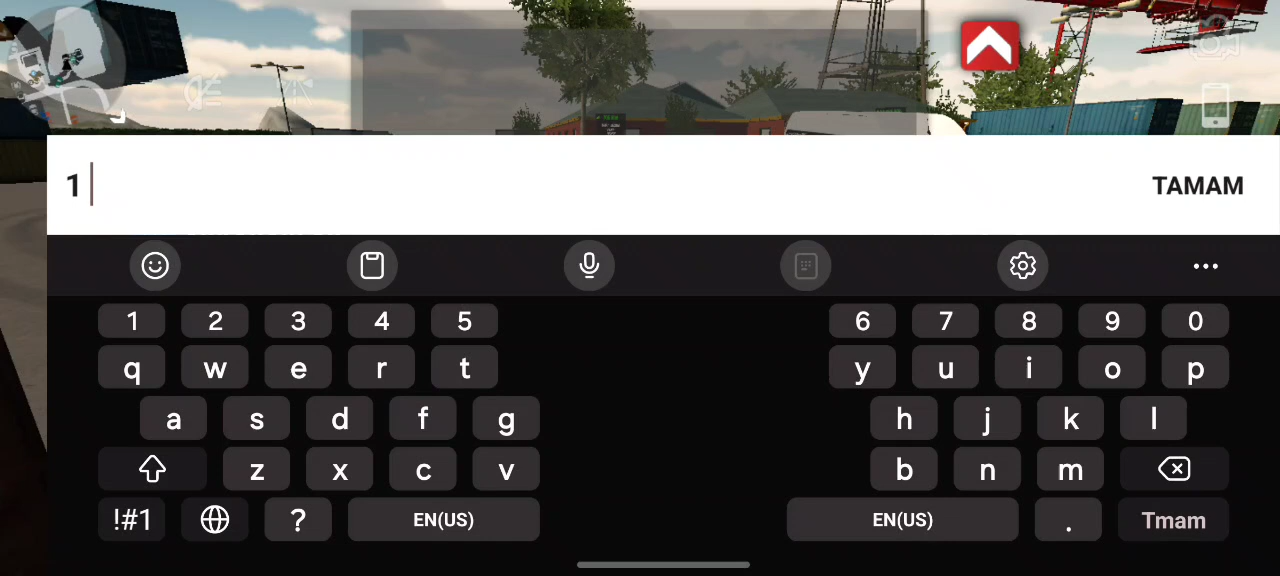 1
TAMAM
1 2 3 4 5 6 7 8 9 0
q w e r t y u i o p
a s d f g h j k l
z x c v b n m
!#1 ? EN(US) EN(US) . Tmam